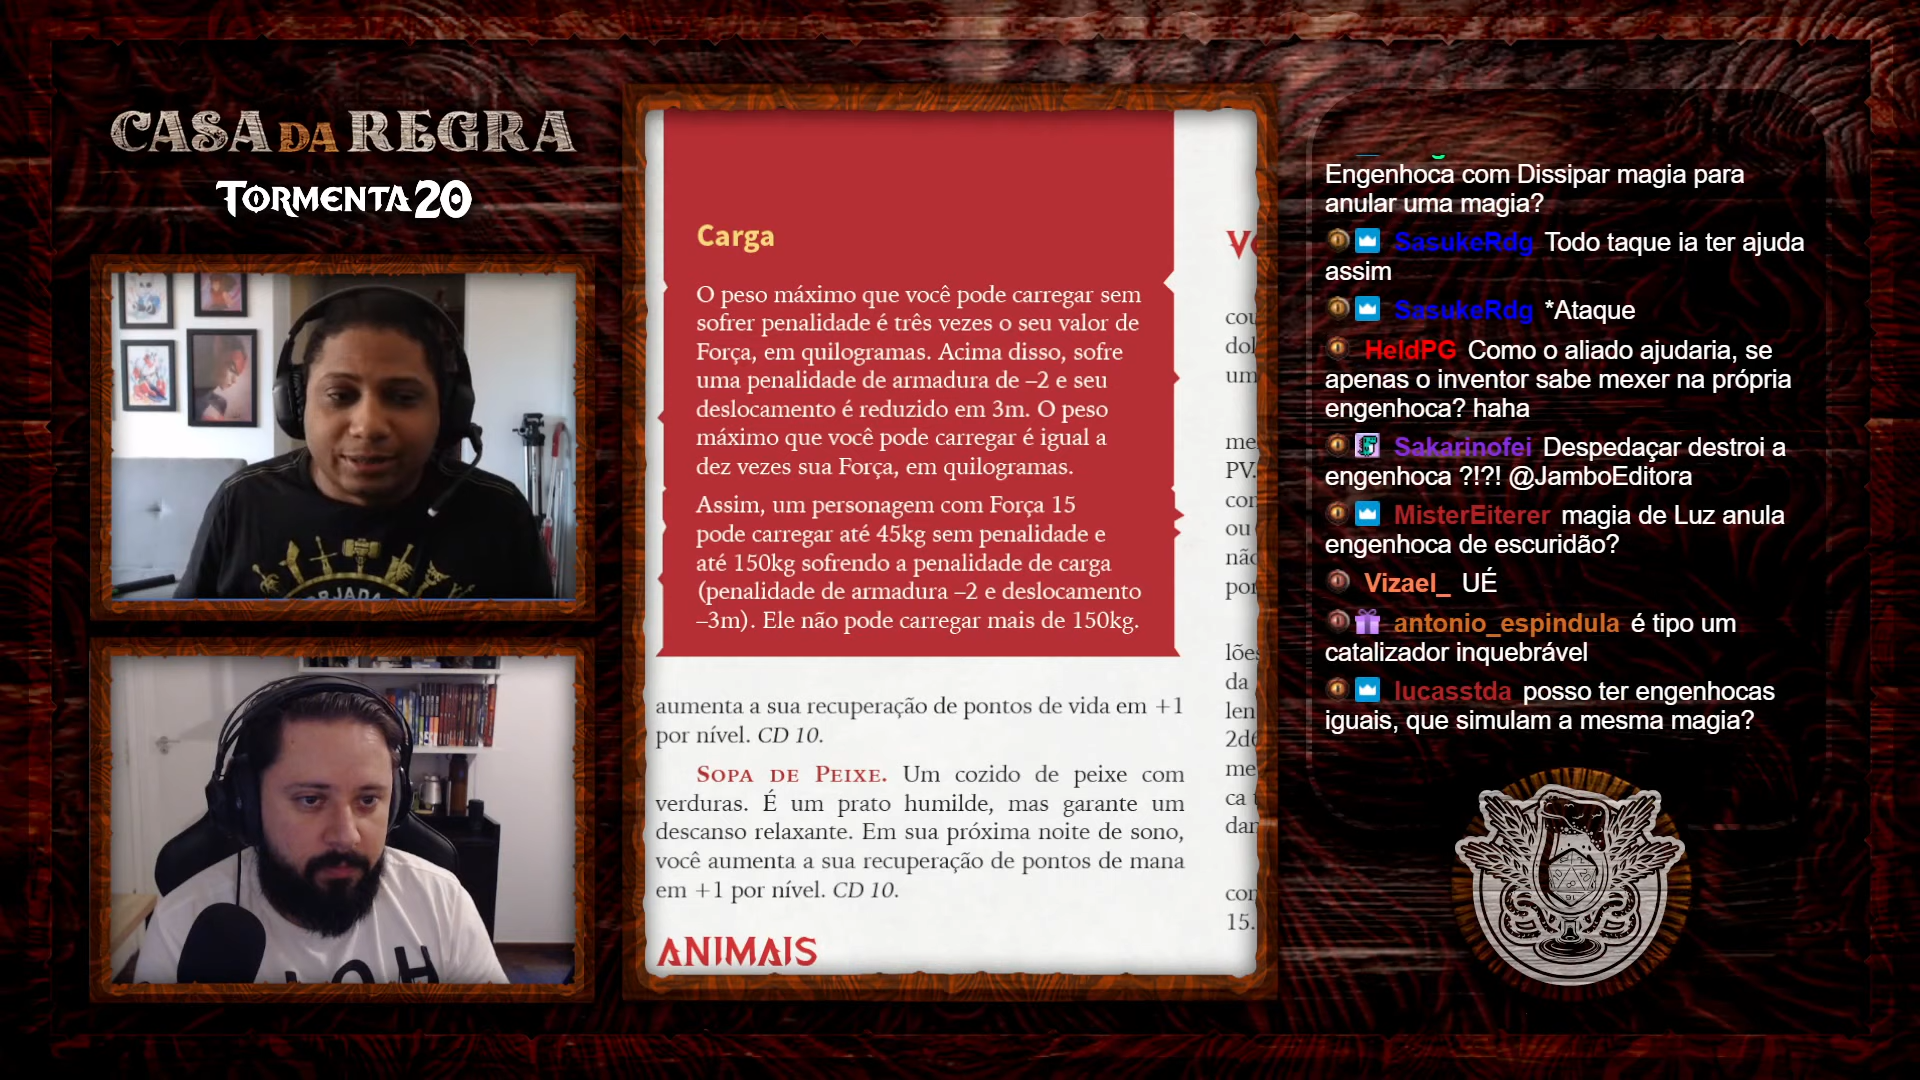 CASA DA REGRA
TORMENTA20
Carga
O peso máximo que você pode carregar sem
sofrer penalidade é três vezes o seu valor de
Força, em quilogramas. Acima disso, sofre
uma penalidade de armadura de –2 e seu
deslocamento é reduzido em 3m. O peso
máximo que você pode carregar é igual a
dez vezes sua Força, em quilogramas.
Assim, um personagem com Força 15
pode carregar até 45kg sem penalidade e
até 150kg sofrendo a penalidade de carga
(penalidade de armadura –2 e deslocamento
–3m). Ele não pode carregar mais de 150kg.
aumenta a sua recuperação de pontos de vida em +1
por nível. CD 10.
SOPA DE PEIXE. Um cozido de peixe com
verduras. É um prato humilde, mas garante um
descanso relaxante. Em sua próxima noite de sono,
você aumenta a sua recuperação de pontos de mana
em +1 por nível. CD 10.
ANIMAIS
um
PV.
ou
da
15.
Engenhoca com Dissipar magia para
anular uma magia?
SasukeRdg Todo taque ia ter ajuda
assim
SasukeRdg *Ataque
HeldPG Como o aliado ajudaria, se
apenas o inventor sabe mexer na própria
engenhoca? haha
Sakarinofei Despedaçar destroi a
engenhoca ?!?! @JamboEditora
MisterEiterer magia de Luz anula
engenhoca de escuridão?
Vizael_ UÉ
antonio_espindula é tipo um
catalizador inquebrável
lucasstda posso ter engenhocas
iguais, que simulam a mesma magia?